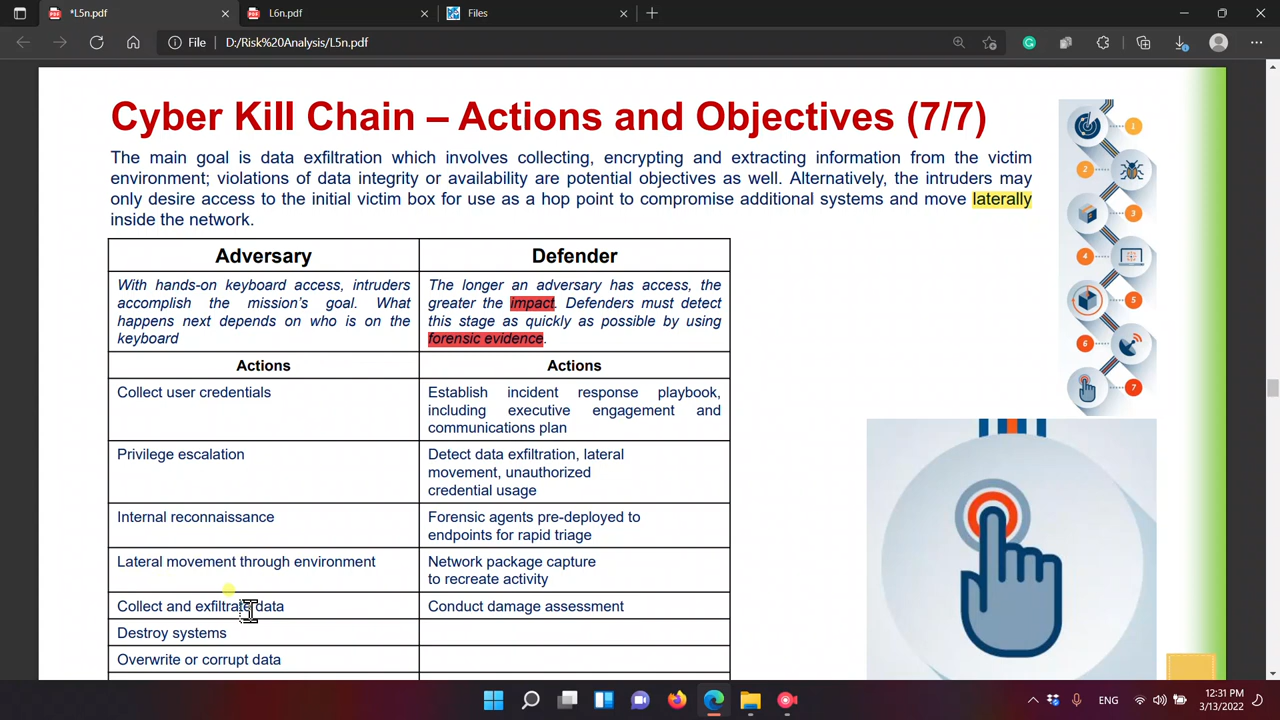 *L5n.pdf
L6n.pdf
Files
File
D:/Risk%20Analysis/L5n.pdf
Cyber Kill Chain – Actions and Objectives (7/7)
The main goal is data exfiltration which involves collecting, encrypting and extracting information from the victim
environment; violations of data integrity or availability are potential objectives as well. Alternatively, the intruders may
only desire access to the initial victim box for use as a hop point to compromise additional systems and move laterally
inside the network.
Adversary
Defender
With hands-on keyboard access, intruders
accomplish the mission's goal. What
happens next depends on who is on the
keyboard
The longer an adversary has access, the
greater the impact. Defenders must detect
this stage as quickly as possible by using
forensic evidence.
Actions
Actions
Collect user credentials
Establish incident response playbook,
including executive engagement and
communications plan
Privilege escalation
Detect data exfiltration, lateral
movement, unauthorized
credential usage
Internal reconnaissance
Forensic agents pre-deployed to
endpoints for rapid triage
Lateral movement through environment
Network package capture
to recreate activity
Collect and exfiltrate data
Conduct damage assessment
Destroy systems
Overwrite or corrupt data
1
2
3
4
5
6
7
ENG
12:31 PM
3/13/2022